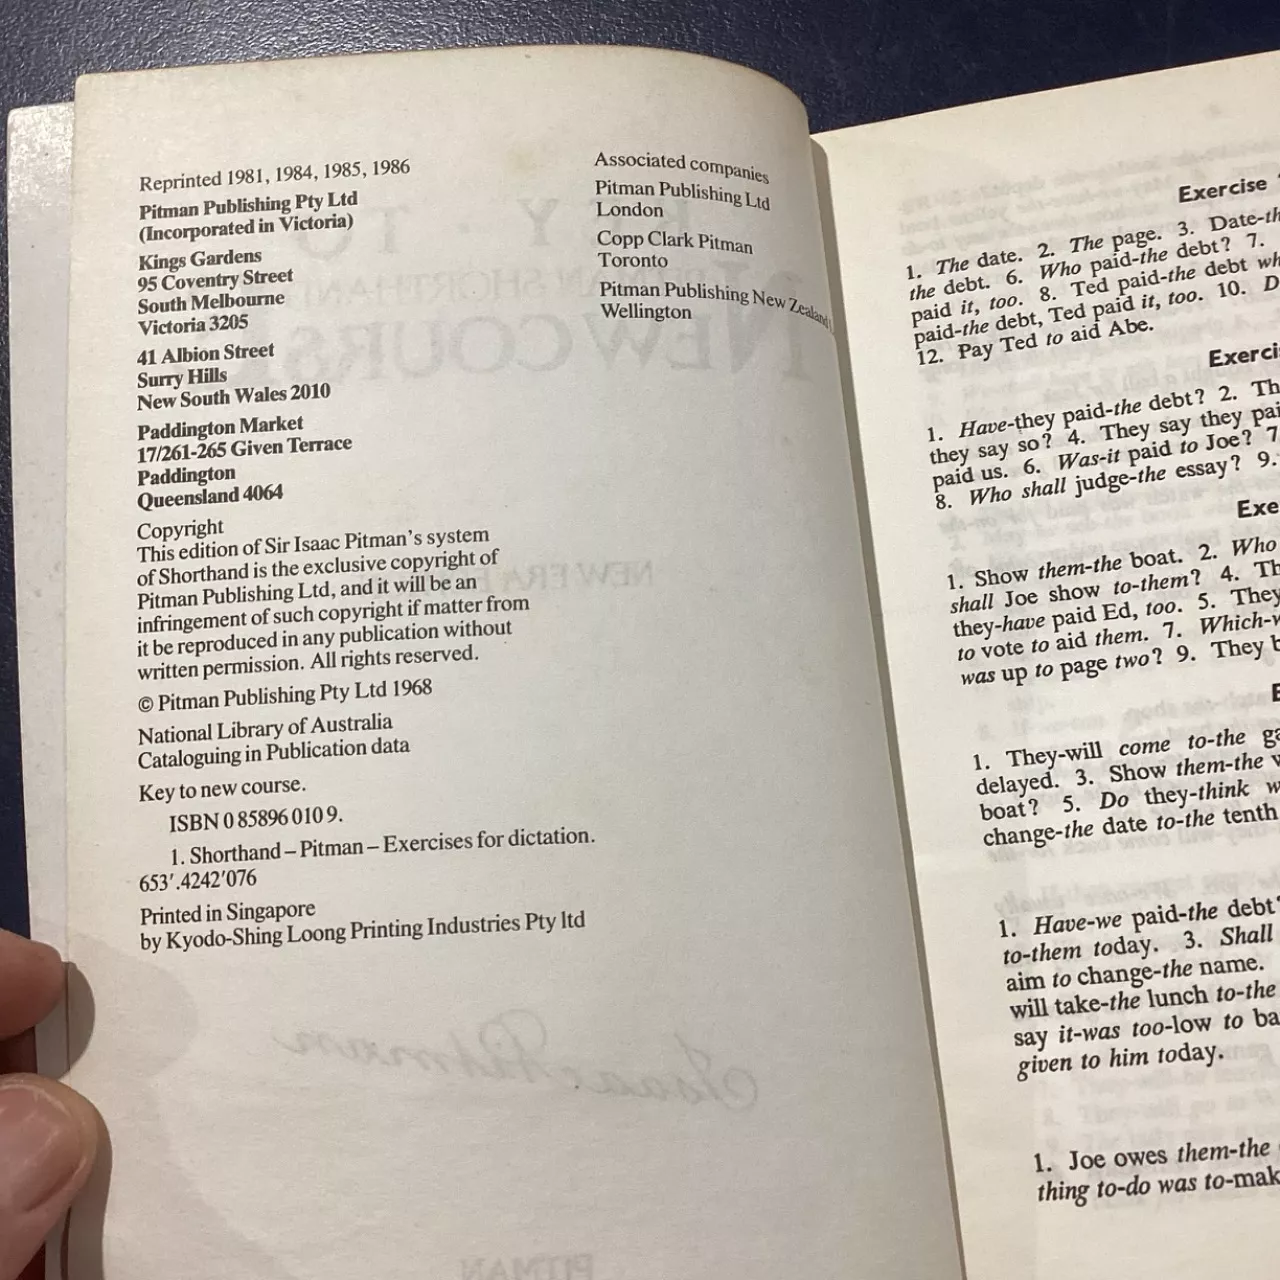 Reprinted 1981, 1984, 1985, 1986
Pitman Publishing Pty Ltd
(Incorporated in Victoria)
Kings Gardens
95 Coventry Street
South Melbourne
Victoria 3205
41 Albion Street
Surry Hills
New South Wales 2010
Paddington Market
17/261-265 Given Terrace
Paddington
Queensland 4064
Copyright
This edition of Sir Isaac Pitman's system
of Shorthand is the exclusive copyright of
Pitman Publishing Ltd, and it will be an
infringement of such copyright if matter from
it be reproduced in any publication without
written permission. All rights reserved.
© Pitman Publishing Pty Ltd 1968
National Library of Australia
Cataloguing in Publication data
Key to new course.
ISBN 0 85896 010 9.
1. Shorthand – Pitman – Exercises for dictation.
653′.4242′076
Printed in Singapore
by Kyodo-Shing Loong Printing Industries Pty ltd
Associated companies
Pitman Publishing Ltd
London
Copp Clark Pitman
Toronto
Pitman Publishing New Zealand
Wellington
Exercise
1. The date. 2. The page. 3.
the debt. 6. Who paid-the debt? 7.
paid it, too. 8. Ted paid-the debt
paid-the debt, Ted paid it, too. 10.
12. Pay Ted to aid Abe.
1. Have-they paid-the debt? 2.
they say so? 4. They say they
paid us. 6. Was-it paid to Joe? 7
8. Who shall judge-the essay? 9.
1. Show them-the boat. 2. Who
shall Joe show to-them? 4.
they-have paid Ed, too. 5. They
to vote to aid them. 7.
was up to page two? 9. They
1. They-will come to-the
delayed. 3. Show them-the
boat? 5. Do they-think
change-the date to-the tenth
1. Have-we paid-the debt?
to-them today. 3. Shall
aim to change-the name.
will take-the lunch to-the
say it-was too-low to
given to him today.
1. Joe owes them-the
thing to-do was